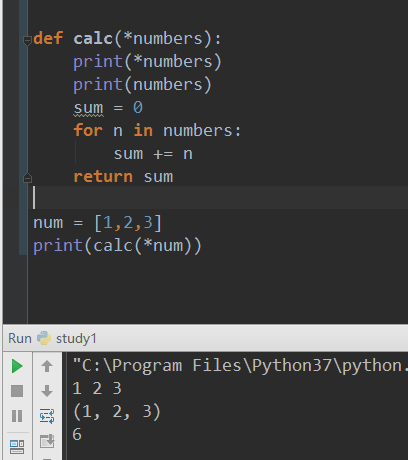 def calc(*numbers):
    print(*numbers)
    print(numbers)
    sum = 0
    for n in numbers:
        sum += n
    return sum
num = [1,2,3]
print(calc(*num))
Run study1
"C:\Program Files\Python37\python.
1 2 3
(1, 2, 3)
6